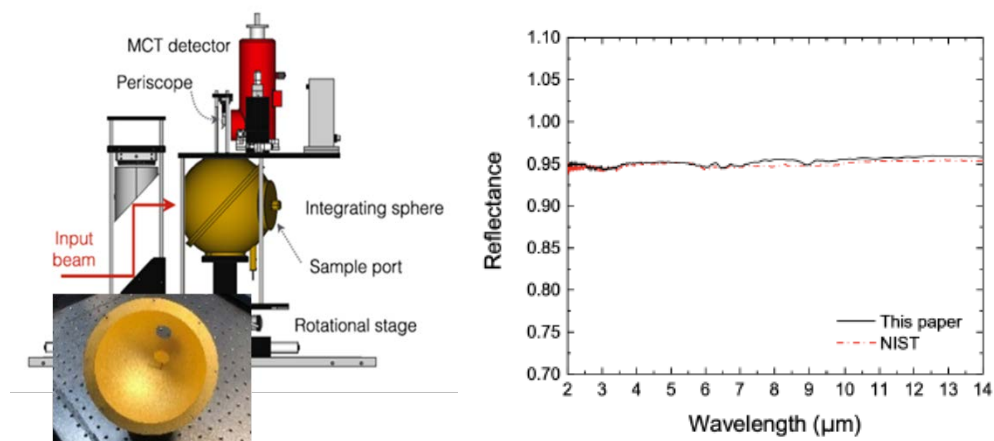 MCT detector
Periscope
Integrating sphere
Input
beam
Sample port
Rotational stage
Reflectance
1.10
1.05
1.00
0.95
0.90
0.85
0.80
0.75
0.70
This paper
NIST
2 3 4 5 6 7 8 9 10 11 12 13 14
Wavelength (µm)